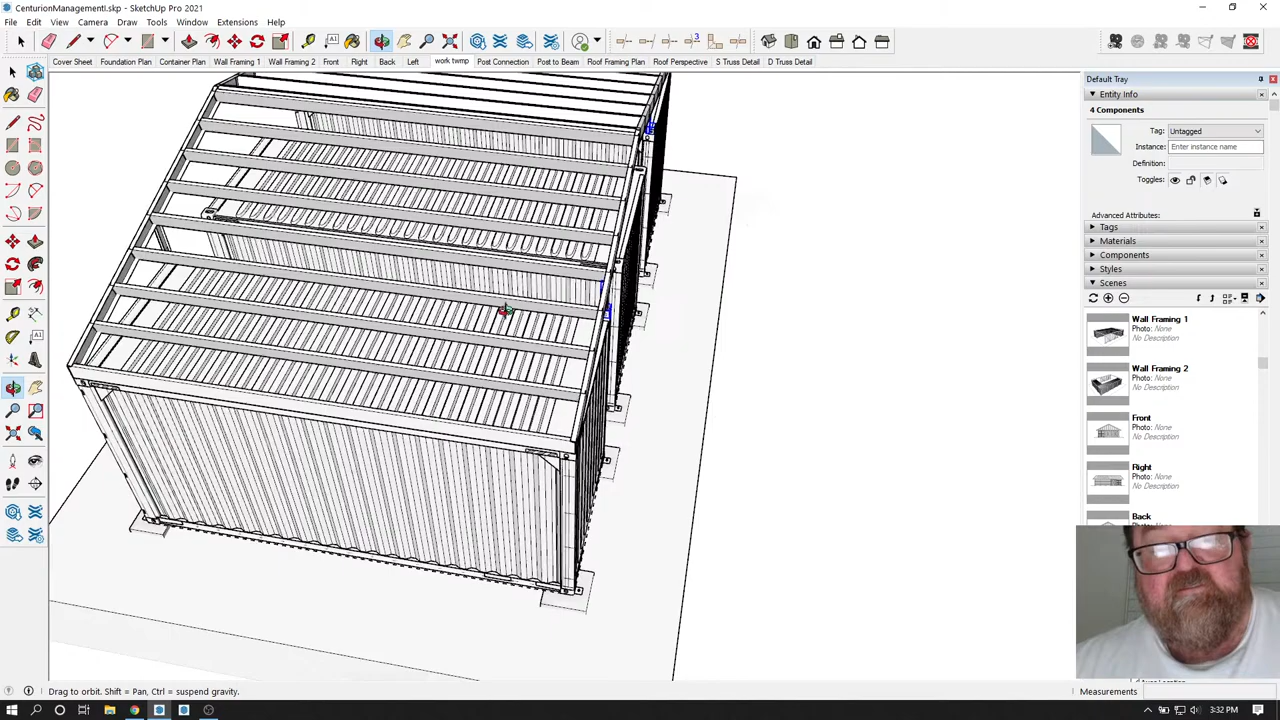 CenturionManagementI.skp - SketchUp Pro 2021
File Edit View Camera Draw Tools Window Extensions Help
3
Cover Sheet Foundation Plan Container Plan Wall Framing 1 Wall Framing 2 Front Right Back Left work twmp Post Connection Post to Beam Roof Framing Plan Roof Perspective S Truss Detail D Truss Detail
Default Tray
Entity Info
4 Components
Tag: Untagged
Instance: Enter instance name
Definition:
Toggles:
Advanced Attributes:
Tags
Materials
Components
Styles
Scenes
Wall Framing 1
Photo: None
No Description
Wall Framing 2
Photo: None
No Description
Front
Photo: None
No Description
Right
Photo: None
No Description
Back
Drag to orbit. Shift = Pan, Ctrl = suspend gravity.
Measurements
3:32 PM